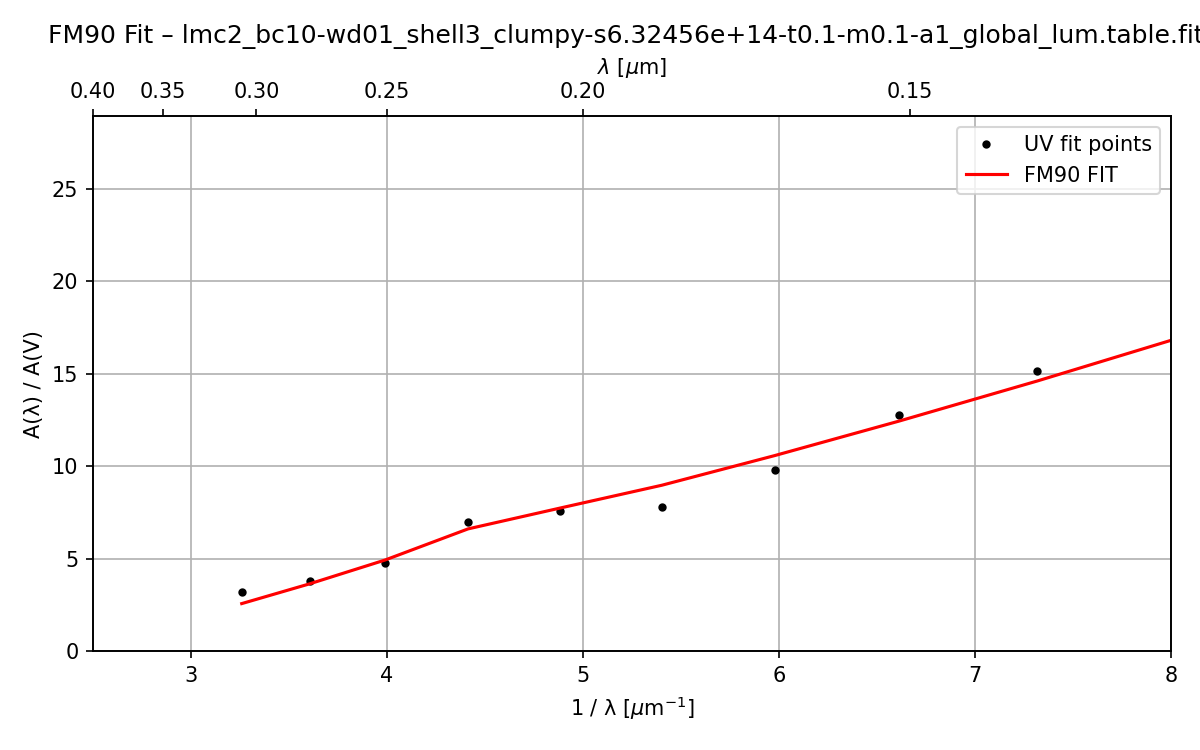 FM90 Fit – lmc2_bc10-wd01_shell3_clumpy-s6.32456e+14-t0.1-m0.1-a1_global_lum.table.fit
λ [μm]
0.40 0.35 0.30 0.25 0.20 0.15
UV fit points
FM90 FIT
25
20
15
10
5
0
A(λ) / A(V)
3 4 5 6 7 8
1 / λ [μm⁻¹]